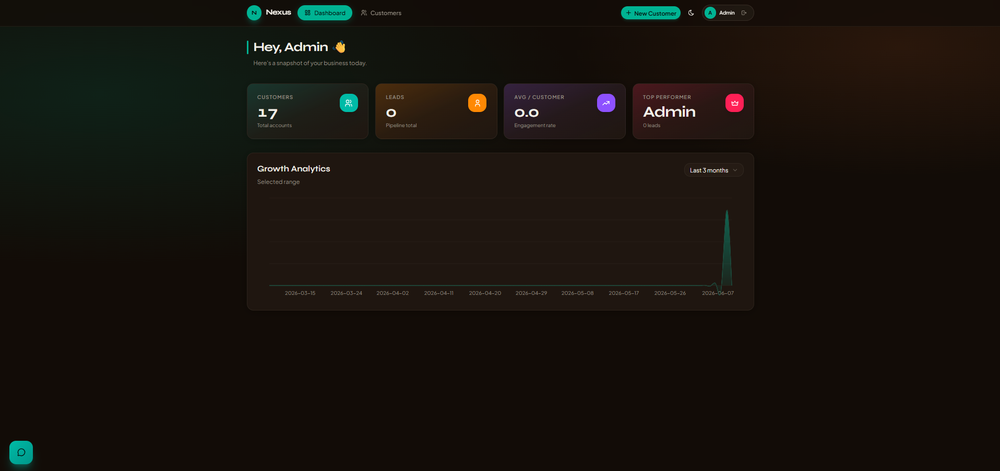 N Nexus Dashboard Customers + New Customer A Admin
Hey, Admin 👋
Here's a snapshot of your business today.
CUSTOMERS
17
Total accounts
LEADS
0
Pipeline total
AVG / CUSTOMER
0.0
Engagement rate
TOP PERFORMER
Admin
0 leads
Growth Analytics
Last 3 months
Selected range
2026-03-15 2026-03-24 2026-04-02 2026-04-11 2026-04-20 2026-04-29 2026-05-08 2026-05-17 2026-05-26 2026-06-07